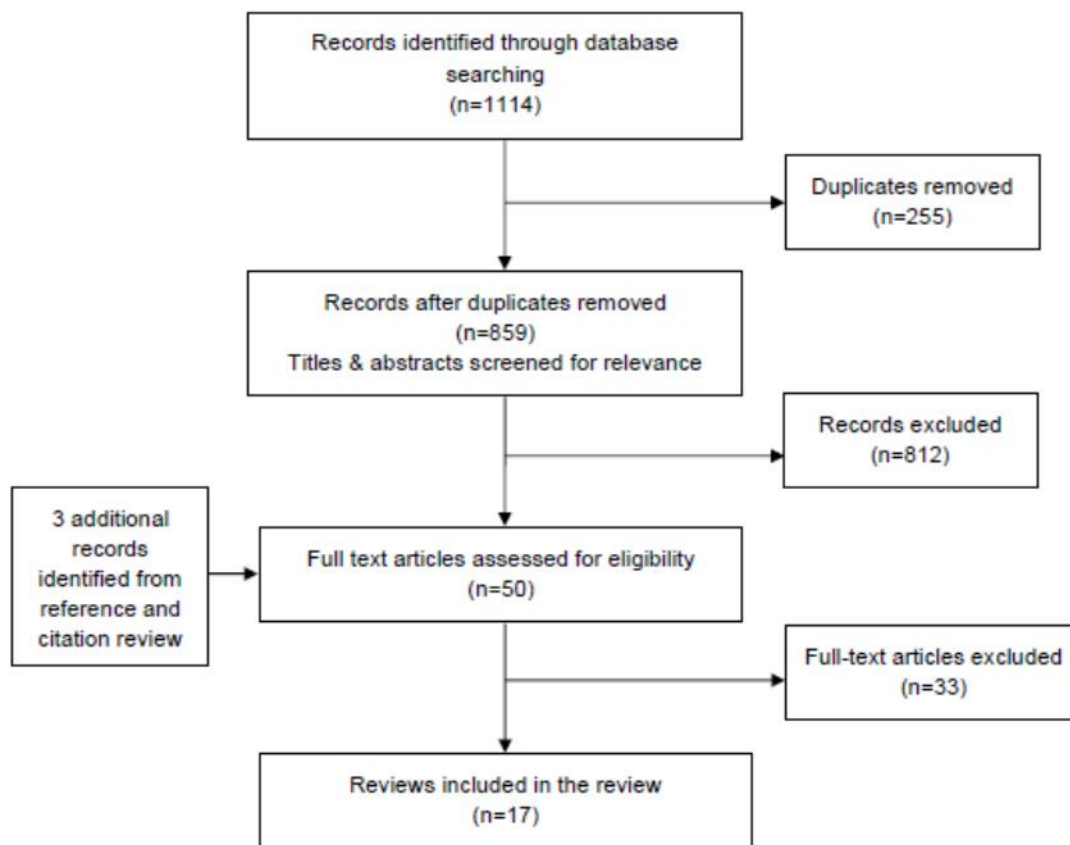 Records identified through database
searching
(n=1114)
Duplicates removed
(n=255)
Records after duplicates removed
(n=859)
Titles & abstracts screened for relevance
Records excluded
(n=812)
3 additional
records
identified from
reference and
citation review
Full text articles assessed for eligibility
(n=50)
Full-text articles excluded
(n=33)
Reviews included in the review
(n=17)